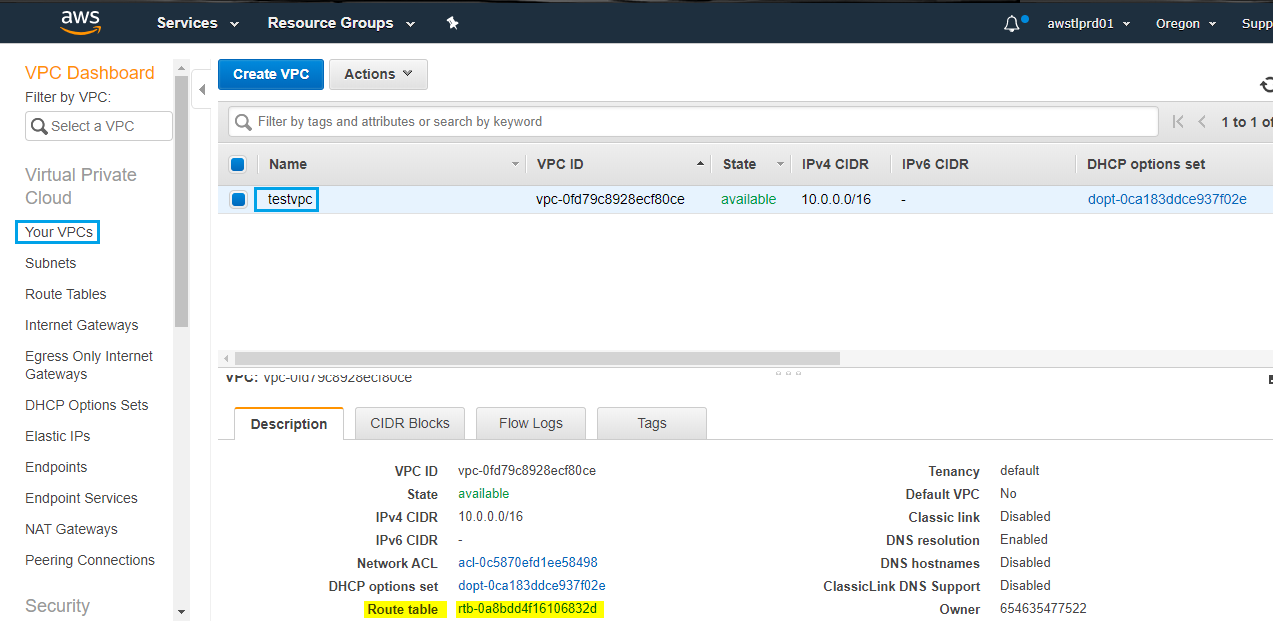 aws Services Resource Groups awstlprd01 Oregon Supp
VPC Dashboard
Filter by VPC:
Select a VPC
Virtual Private
Cloud
Your VPCs
Subnets
Route Tables
Internet Gateways
Egress Only Internet
Gateways
DHCP Options Sets
Elastic IPs
Endpoints
Endpoint Services
NAT Gateways
Peering Connections
Security
Create VPC Actions
Filter by tags and attributes or search by keyword 1 to 1 of
Name VPC ID State IPv4 CIDR IPv6 CIDR DHCP options set
testvpc vpc-0fd79c8928ecf80ce available 10.0.0.0/16 - dopt-0ca183ddce937f02e
VPC: vpc-0fd79c8928ecf80ce
Description CIDR Blocks Flow Logs Tags
VPC ID vpc-0fd79c8928ecf80ce Tenancy default
State available Default VPC No
IPv4 CIDR 10.0.0.0/16 Classic link Disabled
IPv6 CIDR - DNS resolution Enabled
Network ACL acl-0c5870efd1ee58498 DNS hostnames Disabled
DHCP options set dopt-0ca183ddce937f02e ClassicLink DNS Support Disabled
Route table rtb-0a8bdd4f16106832d Owner 654635477522